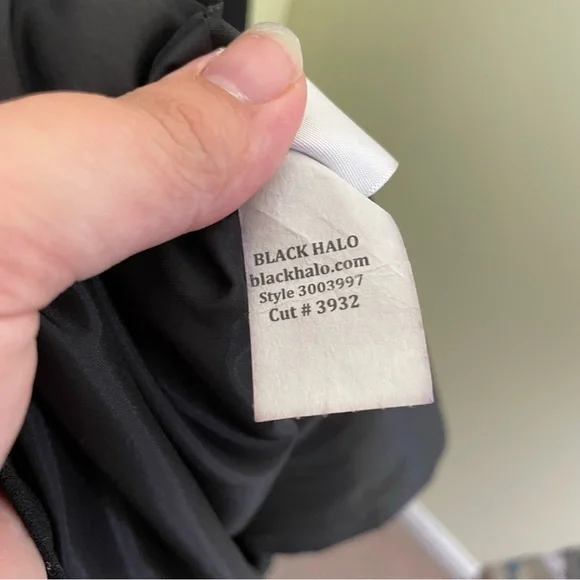 BLACK HALO
blackhalo.com
Style 3003997
Cut # 3932